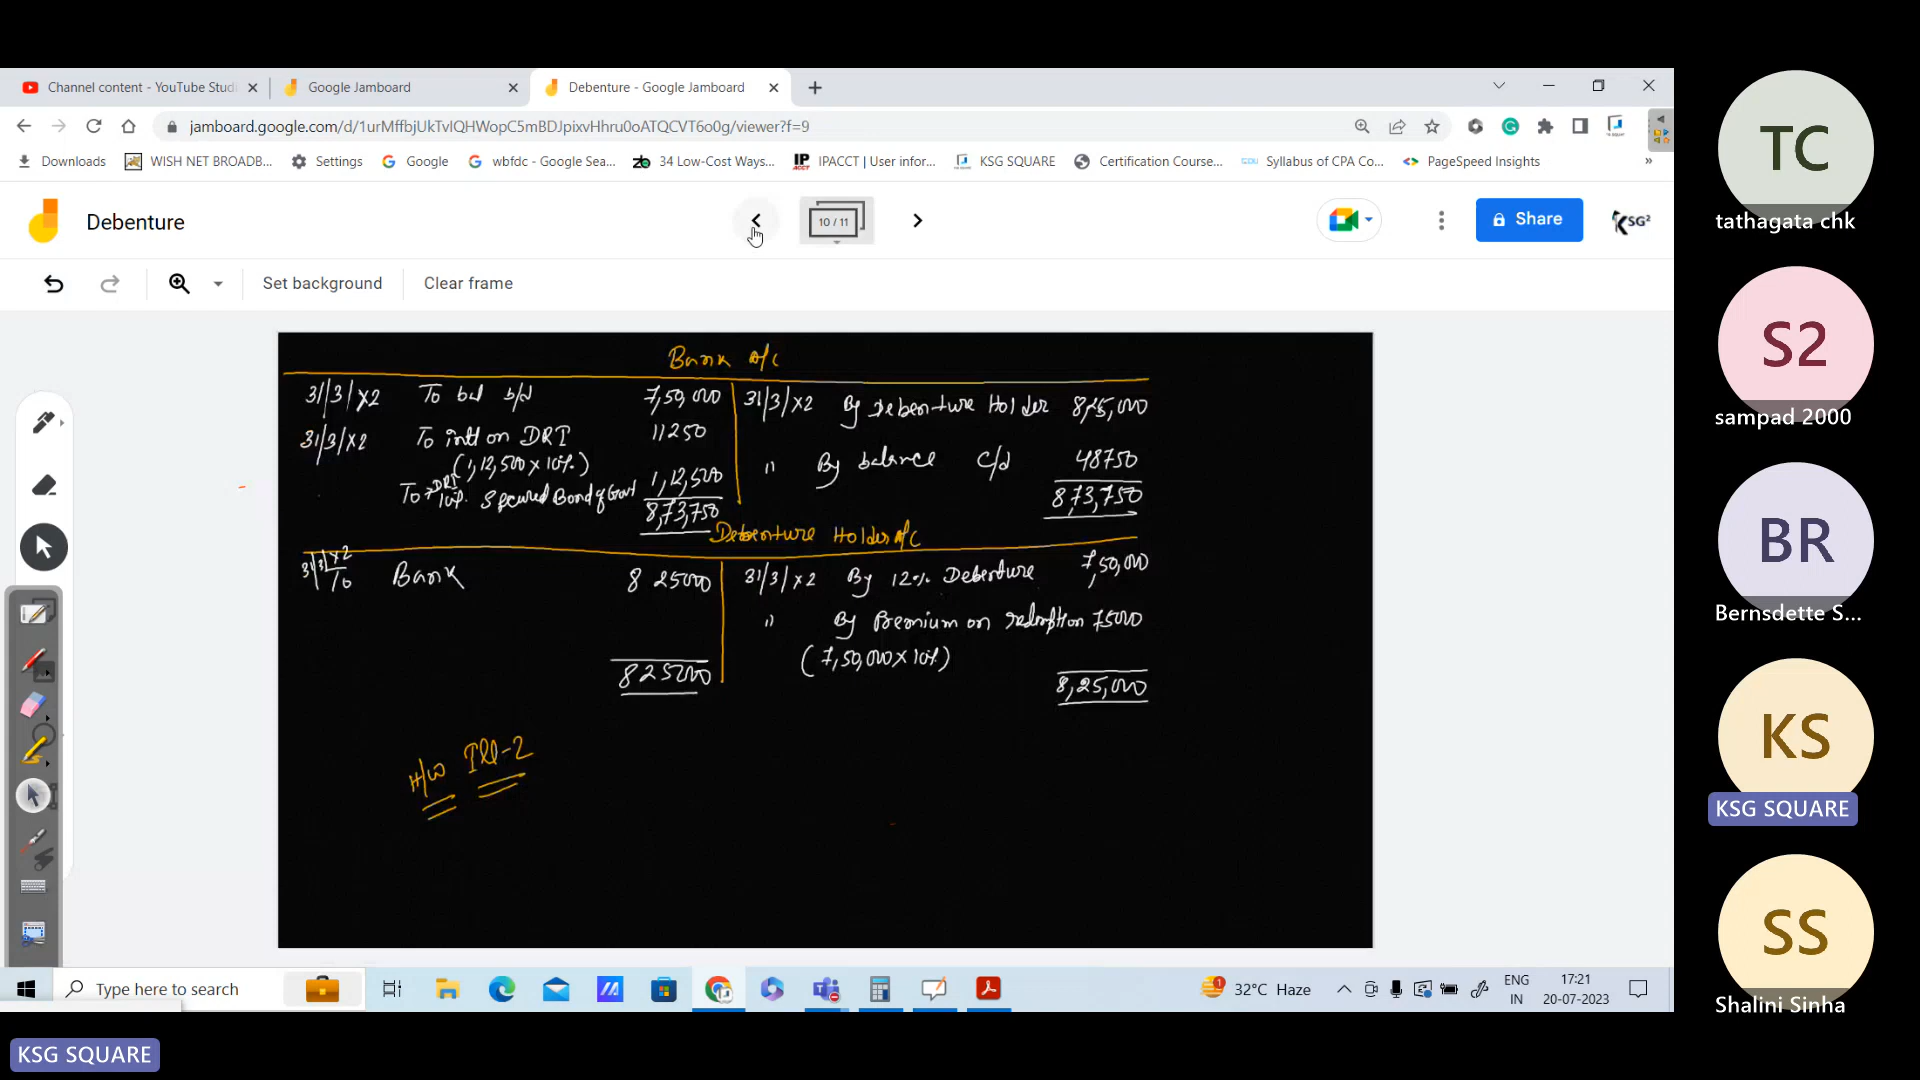 Channel content - YouTube Studi
Google Jamboard
Debenture - Google Jamboard
jamboard.google.com/d/1urMffbjUkTvIQHWopC5mBDJpixvHhru0oATQCVT6o0g/viewer?f=9
Downloads
WISH NET BROADB...
Settings
Google
wbfdc - Google Sea...
34 Low-Cost Ways...
IPACCT | User infor...
KSG SQUARE
Certification Course...
Syllabus of CPA Co...
PageSpeed Insights
»
Debenture
10 / 11
Share
KSG²
Set background
Clear frame
Bank A/c
31/3/x2 To bal b/d 7,50,000 31/3/x2 By Debenture Holder 8,25,000
31/3/x2 To intt on DRI 11250
(1,12,500 x 10%) " By balance c/d 48750
To DRI 10% Secured Bond of Govt 1,12,500
8,73,750 8,73,750
Debenture Holder A/c
31/3/x2 To Bank 825000 31/3/x2 By 12% Debenture 7,50,000
" By Premium on redemption 75000
(7,50,000 x 10%)
825000 8,25,000
H/W Ill-2
Type here to search
32°C Haze
ENG
IN
17:21
20-07-2023
TC
tathagata chk
S2
sampad 2000
BR
Bernsdette S...
KS
KSG SQUARE
SS
Shalini Sinha
KSG SQUARE